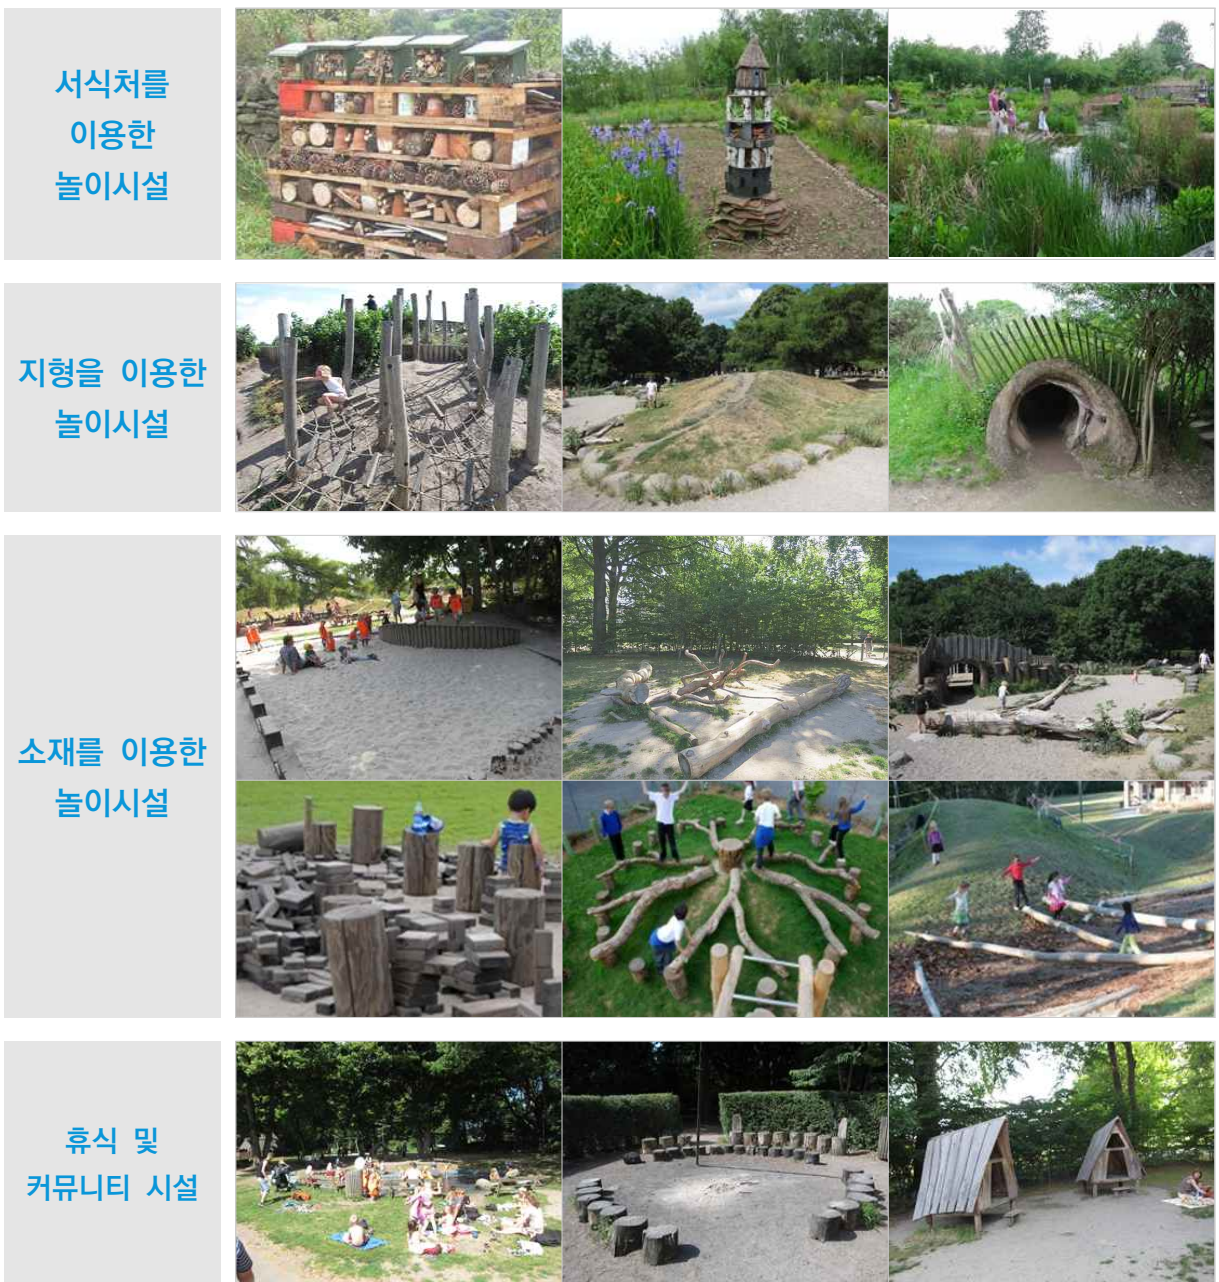 서식처를
이용한
놀이시설
지형을 이용한
놀이시설
소재를 이용한
놀이시설
휴식 및
커뮤니티 시설